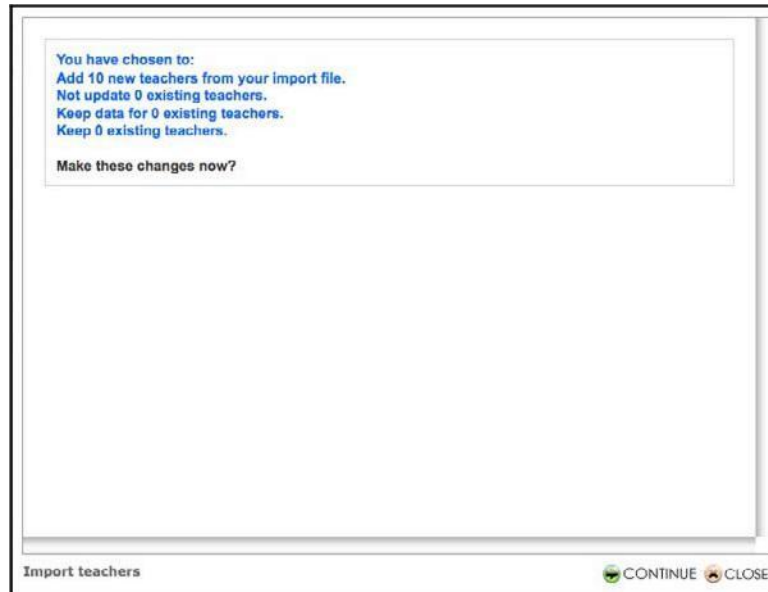 You have chosen to:
Add 10 new teachers from your import file.
Not update 0 existing teachers.
Keep data for 0 existing teachers.
Keep 0 existing teachers.
Make these changes now?
Import teachers
CONTINUE CLOSE